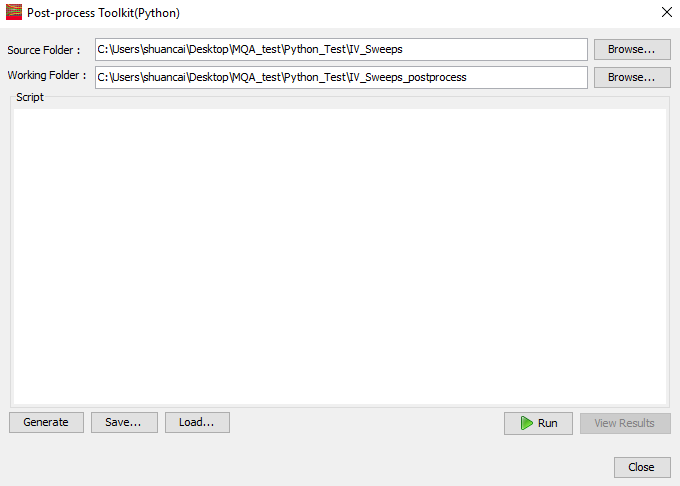 Post-process Toolkit(Python)
Source Folder : C:\Users\shuancai\Desktop\MQA_test\Python_Test\IV_Sweeps Browse...
Working Folder : C:\Users\shuancai\Desktop\MQA_test\Python_Test\IV_Sweeps_postprocess Browse...
Script
Generate Save... Load... Run View Results
Close